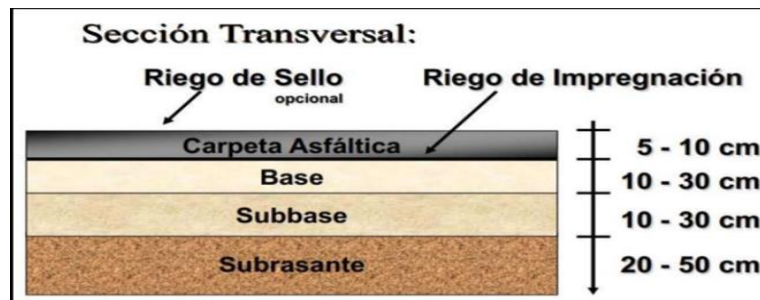 Sección Transversal:
Riego de Sello
opcional
Riego de Impregnación
Carpeta Asfáltica
5 - 10 cm
Base
10 - 30 cm
Subbase
10 - 30 cm
Subrasante
20 - 50 cm